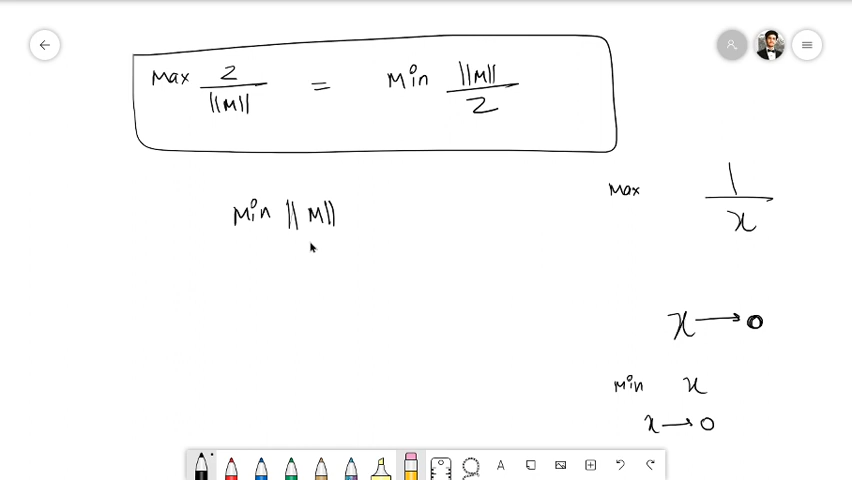 Max 2/||M|| = Min ||M||/2
Max 1/x
Min ||M||
x → 0
Min x
x → 0
A